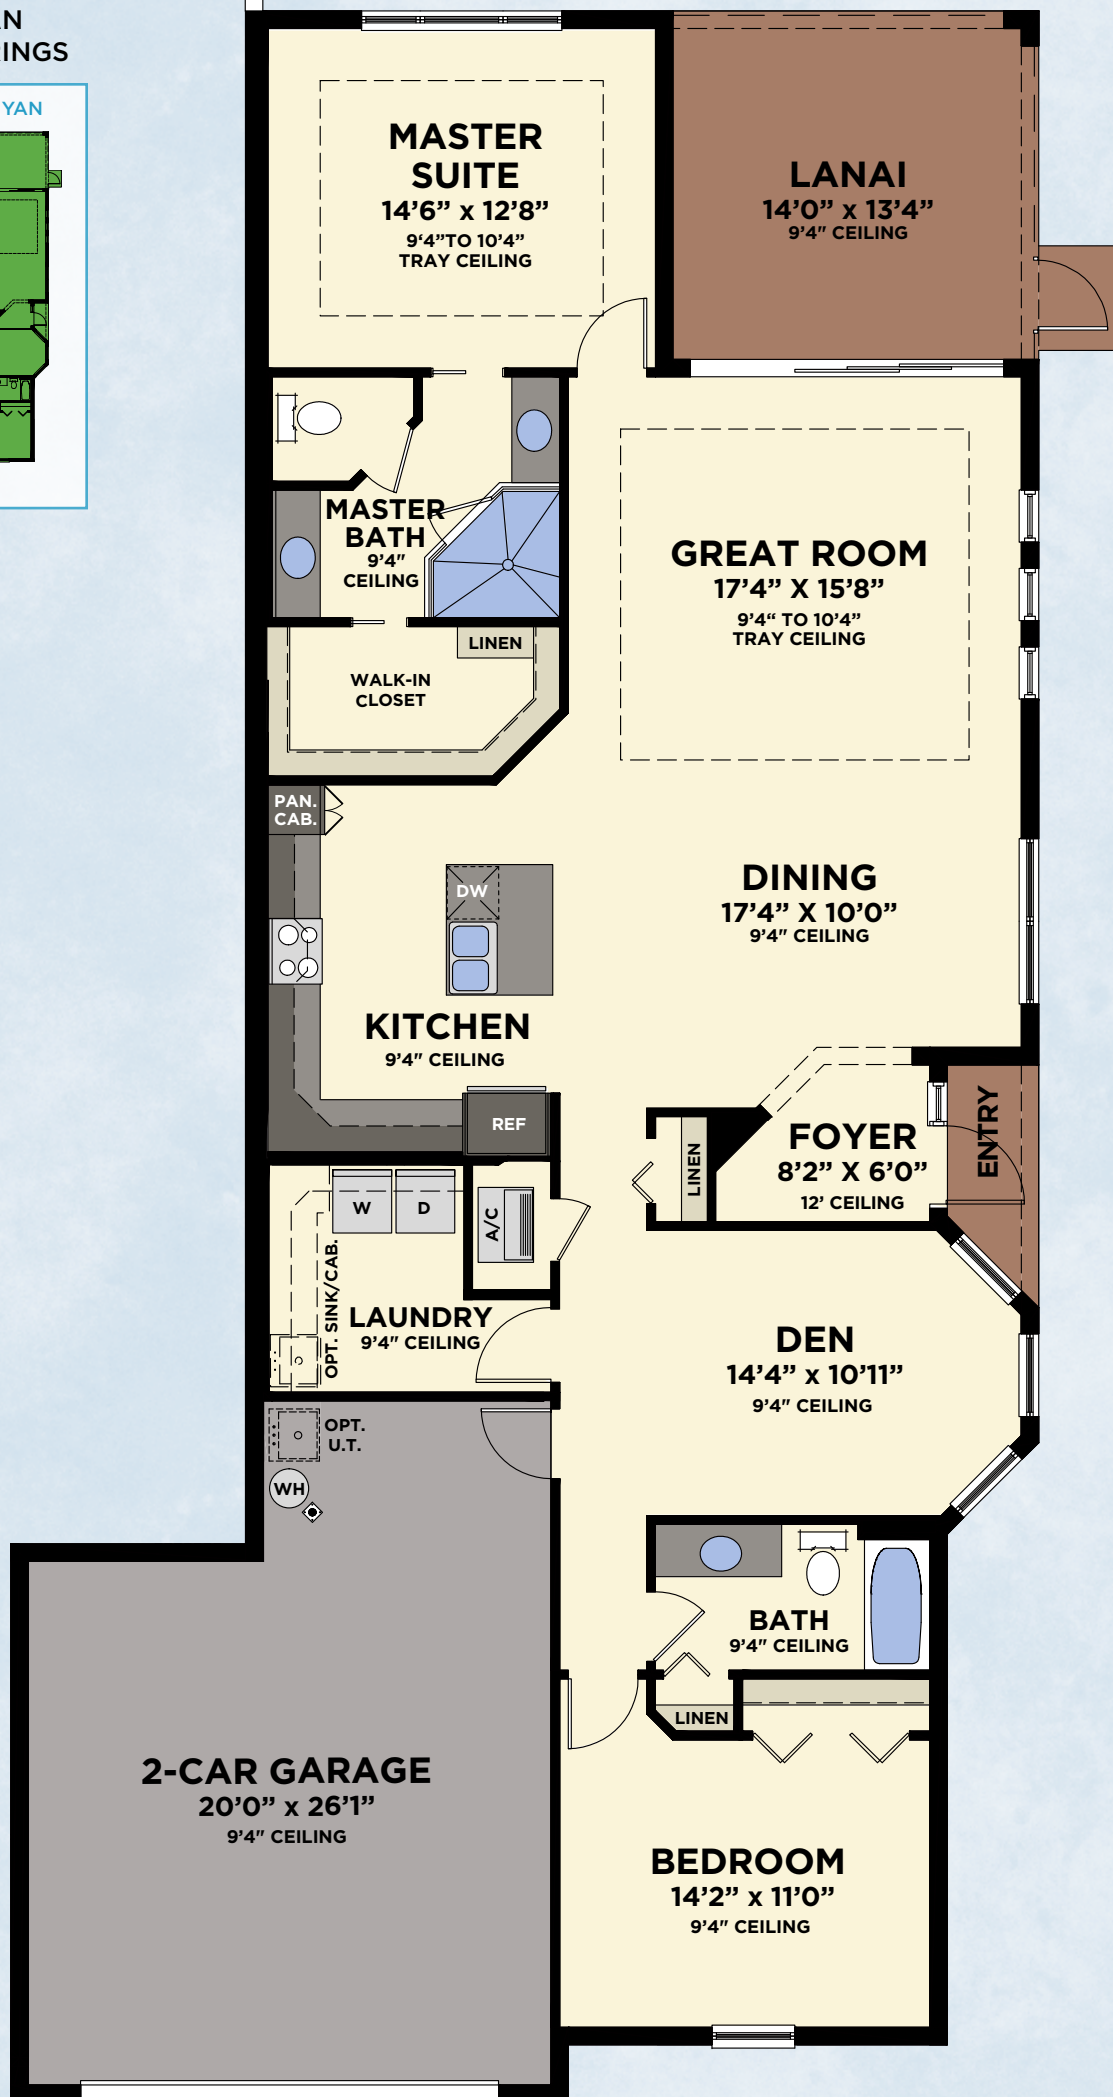 AN
RINGS
YAN
MASTER
SUITE
14’6” x 12’8”
9‘4”TO 10’4”
TRAY CEILING
LANAI
14’0” x 13’4”
9’4" CEILING
MASTER
BATH
9’4"
CEILING
GREAT ROOM
17’4” X 15’8”
9’4“ TO 10’4”
TRAY CEILING
LINEN
WALK-IN
CLOSET
PAN.
CAB.
DW
DINING
17’4” X 10’0”
9’4" CEILING
KITCHEN
9’4" CEILING
REF
LINEN
FOYER
8’2” X 6’0”
12’ CEILING
ENTRY
W
D
A/C
OPT. SINK/CAB.
LAUNDRY
9’4" CEILING
DEN
14’4” x 10’11”
9’4" CEILING
OPT.
U.T.
WH
BATH
9’4" CEILING
LINEN
2-CAR GARAGE
20’0” x 26’1”
9’4" CEILING
BEDROOM
14’2” x 11’0”
9’4" CEILING